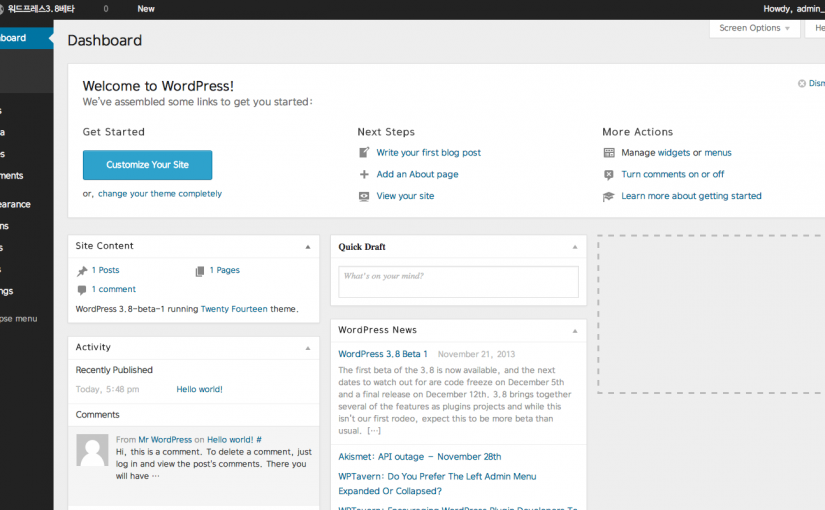 워드프레스3.8베타
0
New
Howdy, admin_
board
Screen Options
He
Dashboard
Welcome to WordPress!
We've assembled some links to get you started:
Dism
Get Started
Customize Your Site
or, change your theme completely
Next Steps
Write your first blog post
Add an About page
View your site
More Actions
Manage widgets or menus
Turn comments on or off
Learn more about getting started
s
a
es
ments
earance
ns
s
s
ngs
pse menu
Site Content
1 Posts
1 Pages
1 comment
WordPress 3.8-beta-1 running Twenty Fourteen theme.
Activity
Recently Published
Today, 5:48 pm
Hello world!
Comments
From Mr WordPress on Hello world! #
Hi, this is a comment. To delete a comment, just
log in and view the post's comments. There you
will have ...
Quick Draft
What's on your mind?
WordPress News
WordPress 3.8 Beta 1 November 21, 2013
The first beta of the 3.8 is now available, and the next
dates to watch out for are code freeze on December 5th
and a final release on December 12th. 3.8 brings together
several of the features as plugins projects and while this
isn't our first rodeo, expect this to be more beta than
usual. [...]
Akismet: API outage – November 28th
WPTavern: Do You Prefer The Left Admin Menu
Expanded Or Collapsed?
WPTavern: Encouraging WordPress Plugin Developers To